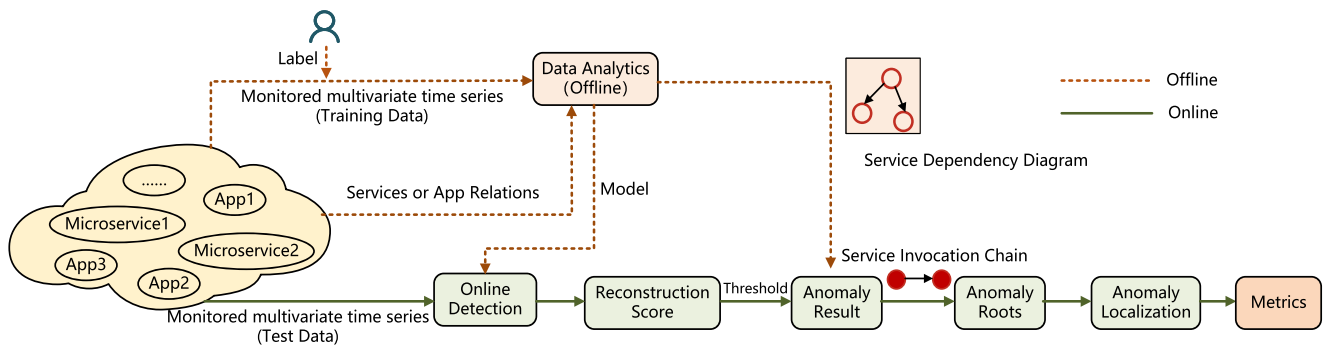 Label
Data Analytics
(Offline)
Monitored multivariate time series
(Training Data)
Offline
Online
Service Dependency Diagram
......
App1
Microservice1
Microservice2
App3
App2
Services or App Relations
Model
Service Invocation Chain
Online
Detection
Reconstruction
Score
Threshold
Anomaly
Result
Anomaly
Roots
Anomaly
Localization
Metrics
Monitored multivariate time series
(Test Data)